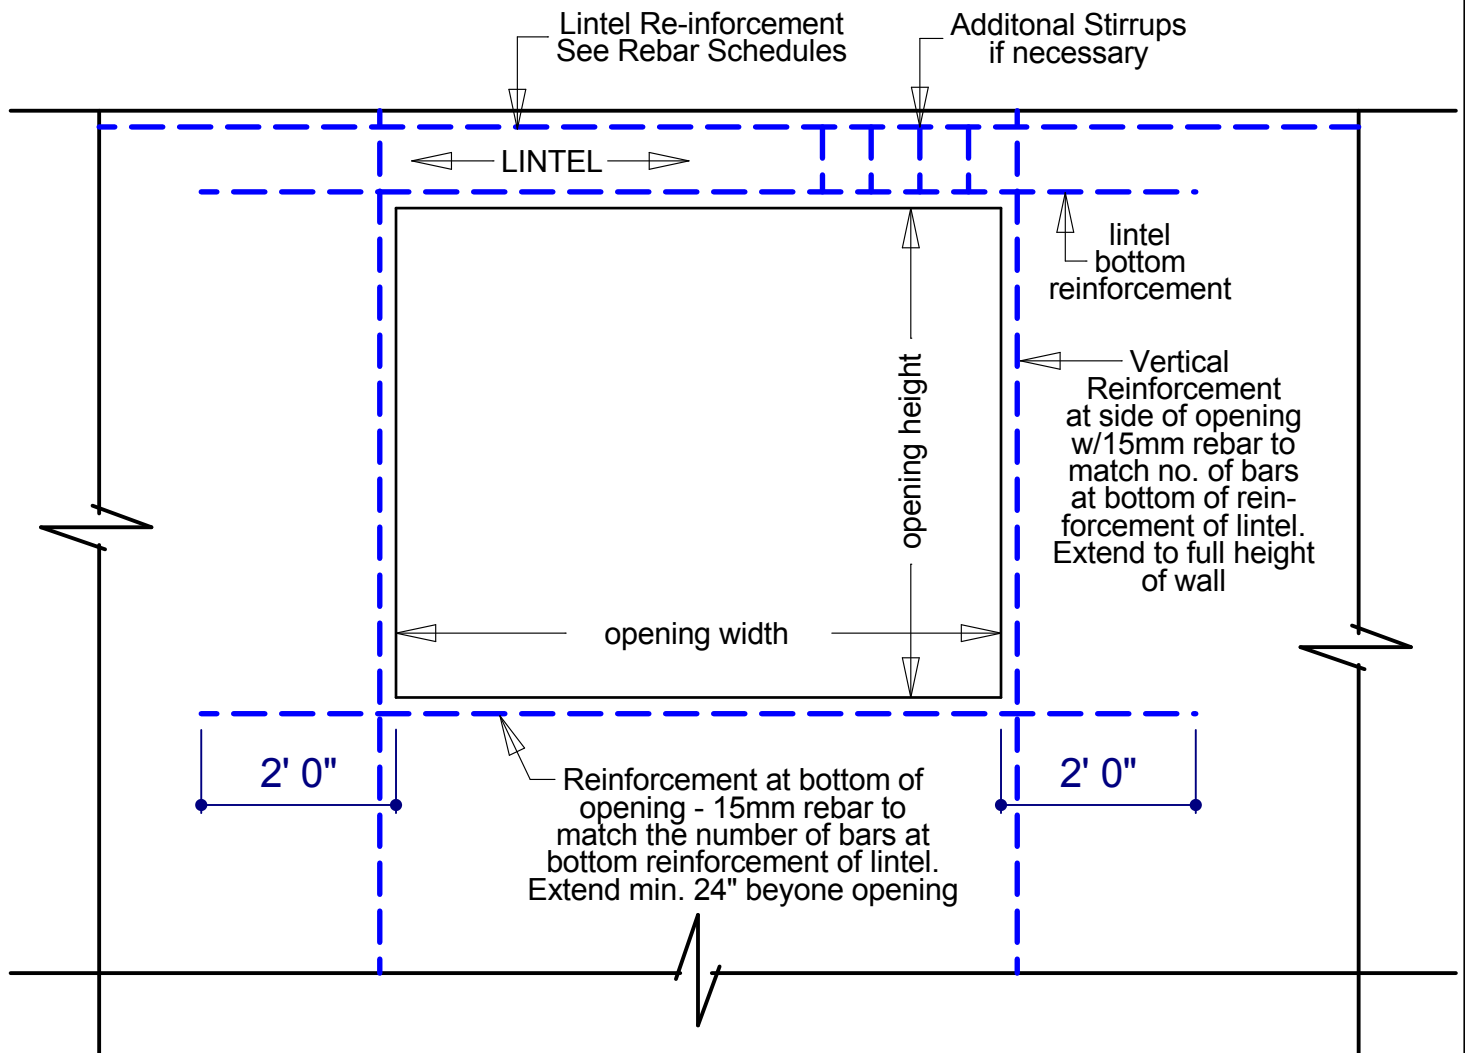 Lintel Re-inforcement
See Rebar Schedules
Additonal Stirrups
if necessary
LINTEL
lintel
bottom
reinforcement
opening height
Vertical
Reinforcement
at side of opening
w/15mm rebar to
match no. of bars
at bottom of rein-
forcement of lintel.
Extend to full height
of wall
opening width
2' 0"
2' 0"
Reinforcement at bottom of
opening - 15mm rebar to
match the number of bars at
bottom reinforcement of lintel.
Extend min. 24" beyone opening